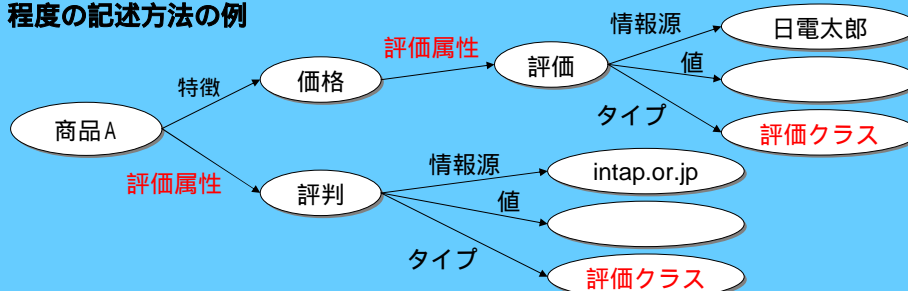 程度の記述方法の例
情報源
日電太郎
評価属性
評価
値
特徴
価格
タイプ
評価クラス
商品A
評価属性
情報源
intap.or.jp
評判
値
タイプ
評価クラス